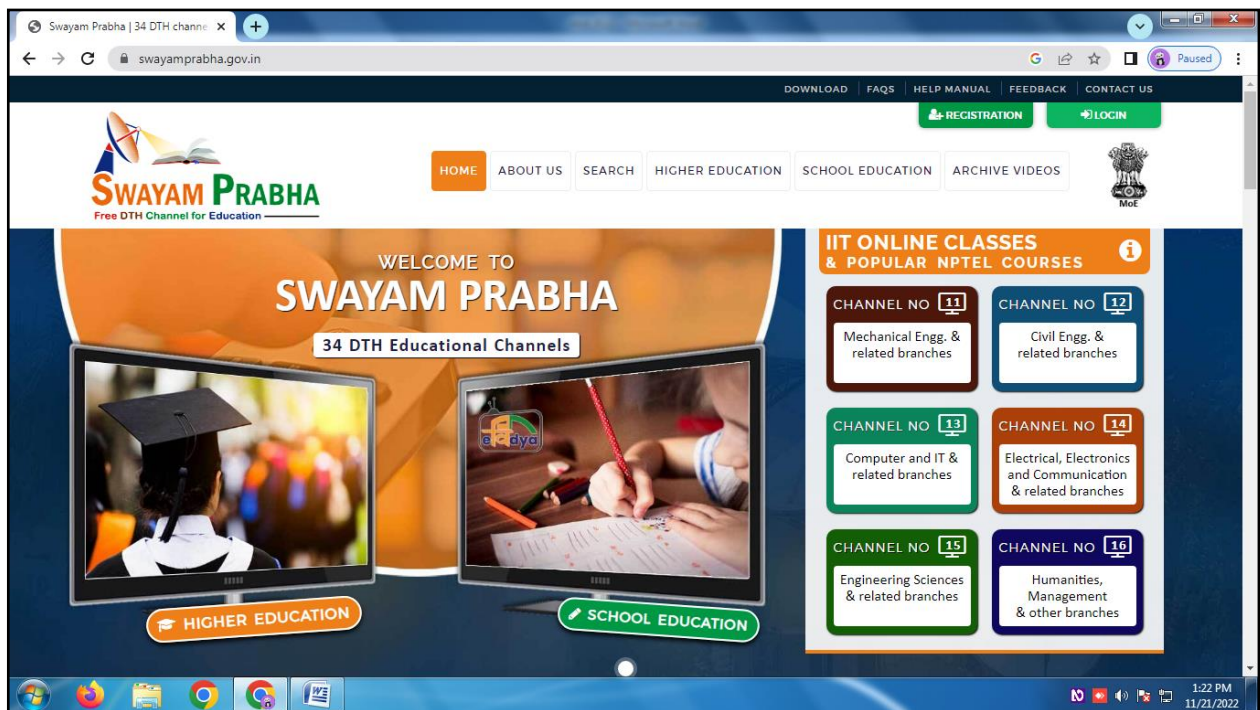 Swayam Prabha | 34 DTH channe
swayamprabha.gov.in
Paused
DOWNLOAD FAQS HELP MANUAL FEEDBACK CONTACT US
REGISTRATION LOGIN
SWAYAM PRABHA
Free DTH Channel for Education
HOME ABOUT US SEARCH HIGHER EDUCATION SCHOOL EDUCATION ARCHIVE VIDEOS
MoE
WELCOME TO
SWAYAM PRABHA
34 DTH Educational Channels
HIGHER EDUCATION
SCHOOL EDUCATION
IIT ONLINE CLASSES
& POPULAR NPTEL COURSES
CHANNEL NO 11
Mechanical Engg. &
related branches
CHANNEL NO 12
Civil Engg. &
related branches
CHANNEL NO 13
Computer and IT &
related branches
CHANNEL NO 14
Electrical, Electronics
and Communication
& related branches
CHANNEL NO 15
Engineering Sciences
& related branches
CHANNEL NO 16
Humanities,
Management
& other branches
1:22 PM
11/21/2022